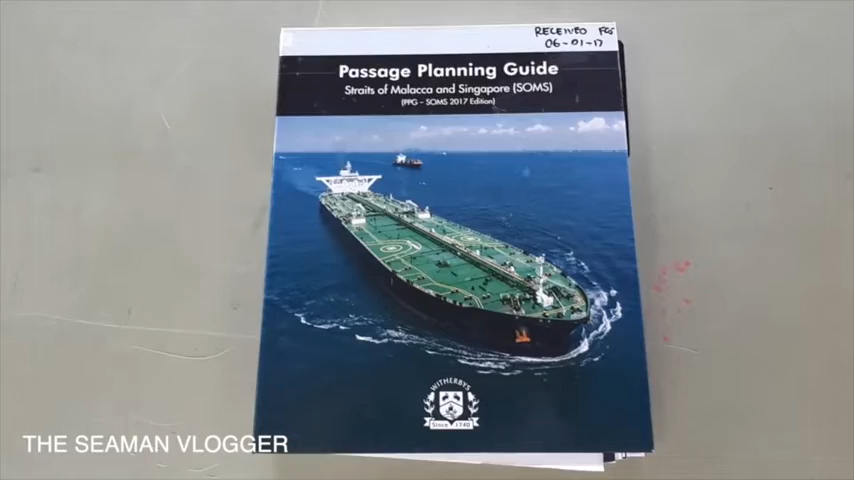 RECEIVED FGS
06-01-17
Passage Planning Guide
Straits of Malacca and Singapore (SOMS)
(PPG – SOMS 2017 Edition)
WITHERBYS
Since 1740
THE SEAMAN VLOGGER